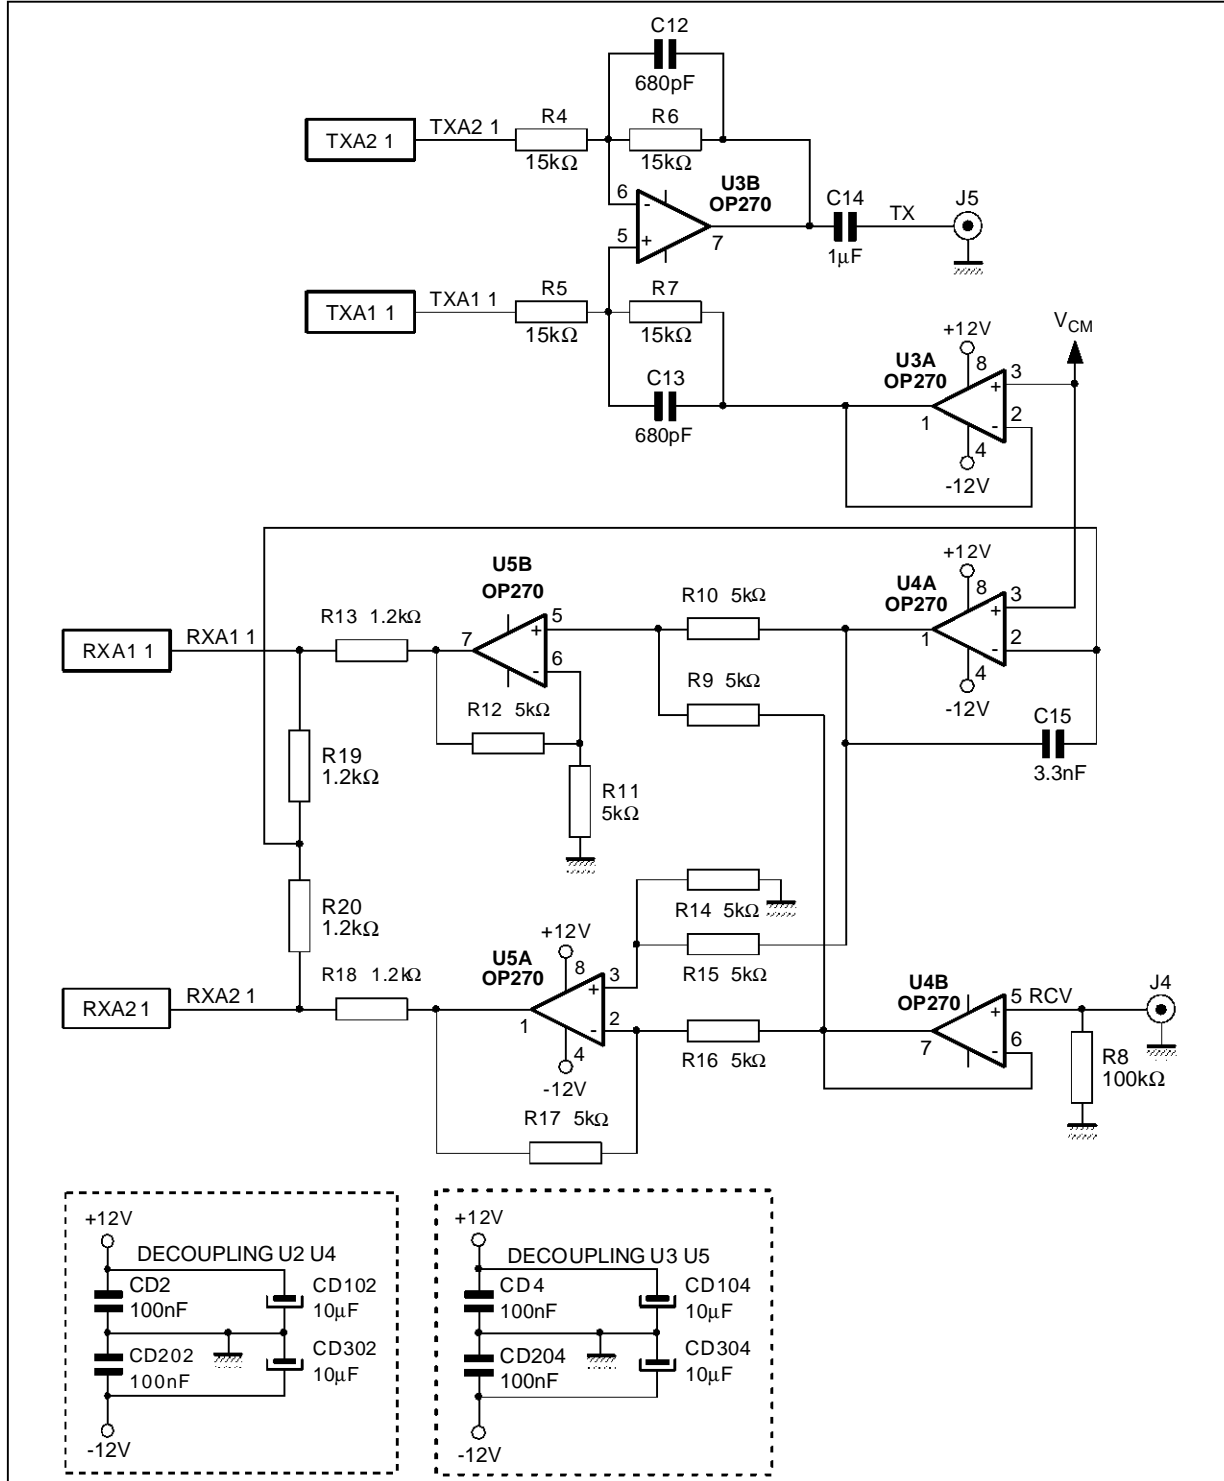 C12
680pF
R4
R6
TXA2 1
TXA2 1
15kΩ
15kΩ
U3B
OP270
6
-
5
+
7
C14
TX
J5
1µF
R5
R7
TXA1 1
TXA1 1
15kΩ
15kΩ
C13
680pF
VCM
+12V
U3A
OP270
8
3
+
2
-
1
4
-12V
+12V
U5B
OP270
U4A
OP270
8
3
+
2
-
1
4
-12V
R10 5kΩ
R13 1.2kΩ
RXA1 1
RXA1 1
7
5
+
6
-
R9 5kΩ
R12 5kΩ
C15
3.3nF
R19
1.2kΩ
R11
5kΩ
R14 5kΩ
R20
1.2kΩ
+12V
U5A
OP270
8
3
+
2
-
1
4
-12V
R15 5kΩ
R18 1.2kΩ
RXA2 1
RXA2 1
U4B
OP270
5
RCV
+
6
-
7
J4
R16 5kΩ
R8
100kΩ
R17 5kΩ
+12V
DECOUPLING U2 U4
CD2
100nF
CD102
10µF
CD202
100nF
CD302
10µF
-12V
+12V
DECOUPLING U3 U5
CD4
100nF
CD104
10µF
CD204
100nF
CD304
10µF
-12V